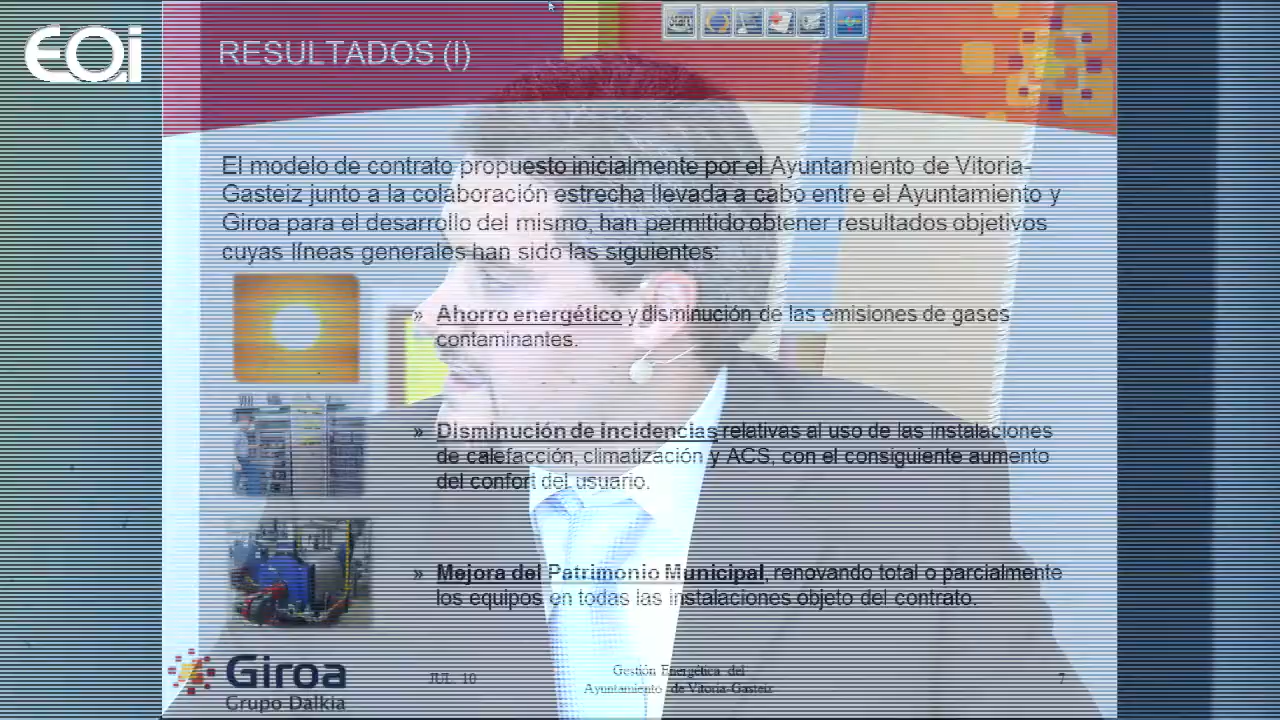 EOi
RESULTADOS (I)
El modelo de contrato propuesto inicialmente por el Ayuntamiento de Vitoria-
Gasteiz junto a la colaboración estrecha llevada a cabo entre el Ayuntamiento y
Giroa para el desarrollo del mismo, han permitido obtener resultados objetivos
cuyas líneas generales han sido las siguientes:
» Ahorro energético y disminución de las emisiones de gases
contaminantes.
» Disminución de incidencias relativas al uso de las instalaciones
de calefacción, climatización y ACS, con el consiguiente aumento
del confort del usuario.
» Mejora del Patrimonio Municipal, renovando total o parcialmente
los equipos en todas las instalaciones objeto del contrato.
Giroa
Grupo Dalkia
JUL. 10
Gestión Energética del
Ayuntamiento de Vitoria-Gasteiz
7